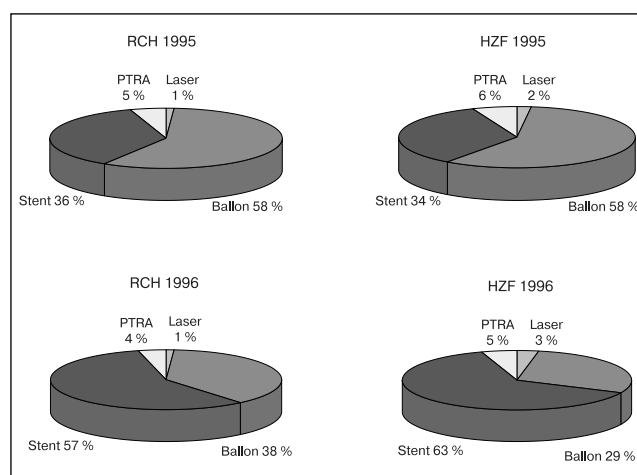 RCH 1995
PTRA
5 %
Laser
1 %
Stent 36 %
Ballon 58 %
HZF 1995
PTRA
6 %
Laser
2 %
Stent 34 %
Ballon 58 %
RCH 1996
PTRA
4 %
Laser
1 %
Stent 57 %
Ballon 38 %
HZF 1996
PTRA
5 %
Laser
3 %
Stent 63 %
Ballon 29 %